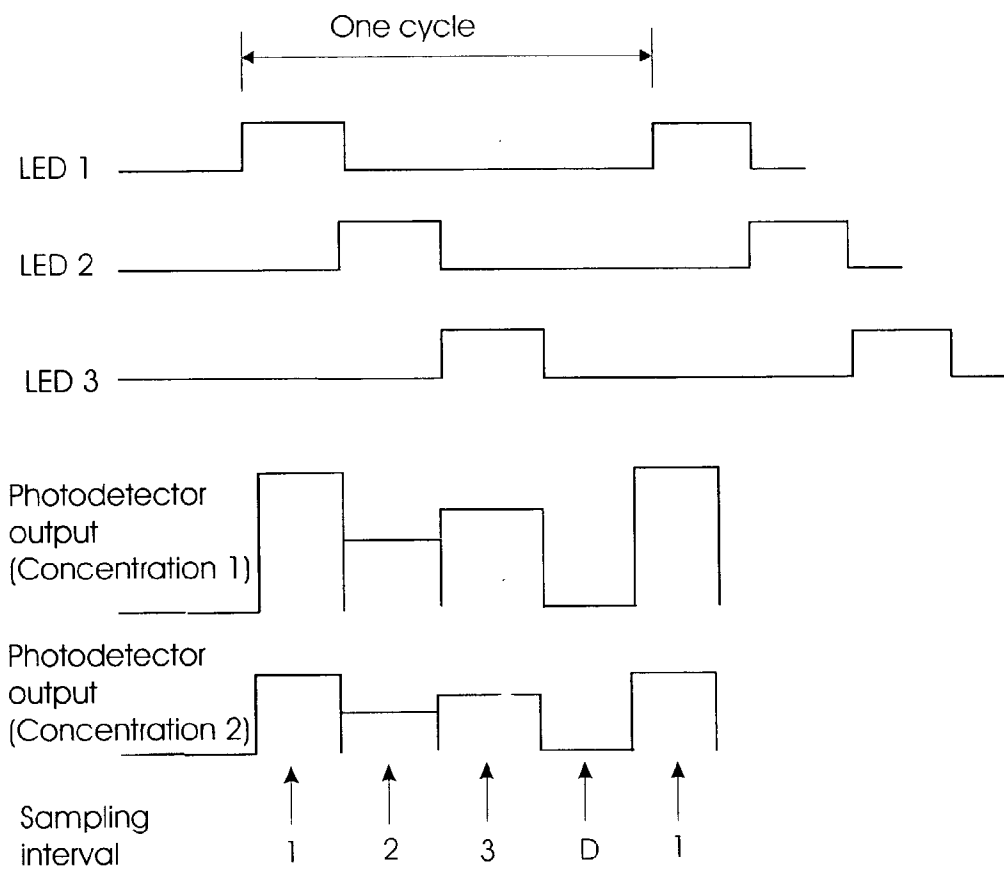 One cycle
LED 1
LED 2
LED 3
Photodetector
output
(Concentration 1)
Photodetector
output
(Concentration 2)
Sampling
interval
1 2 3 D 1